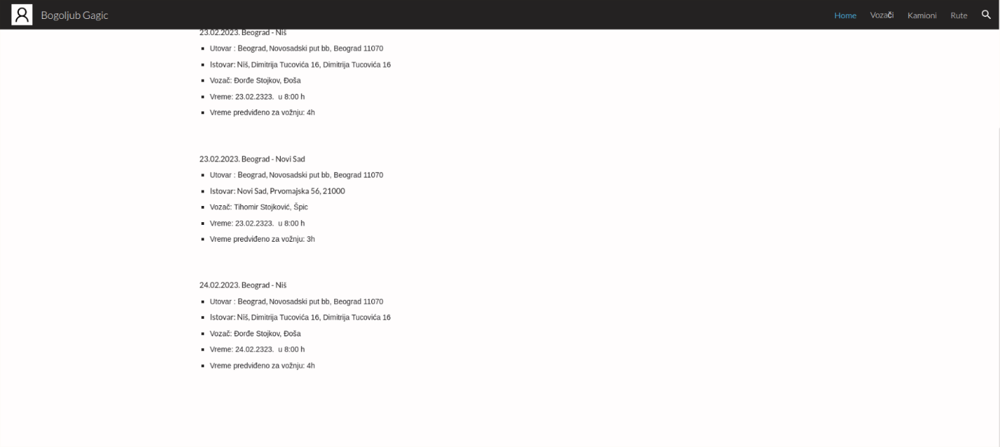 Bogoljub Gagic
Home Vozači Kamioni Rute
23.02.2023. Beograd - Niš
Utovar : Beograd, Novosadski put bb, Beograd 11070
Istovar: Niš, Dimitrija Tucovića 16, Dimitrija Tucovića 16
Vozač: Đorđe Stojkov, Đoša
Vreme: 23.02.2323. u 8:00 h
Vreme predviđeno za vožnju: 4h
23.02.2023. Beograd - Novi Sad
Utovar : Beograd, Novosadski put bb, Beograd 11070
Istovar: Novi Sad, Prvomajska 56, 21000
Vozač: Tihomir Stojković, Špic
Vreme: 23.02.2323. u 8:00 h
Vreme predviđeno za vožnju: 3h
24.02.2023. Beograd - Niš
Utovar : Beograd, Novosadski put bb, Beograd 11070
Istovar: Niš, Dimitrija Tucovića 16, Dimitrija Tucovića 16
Vozač: Đorđe Stojkov, Đoša
Vreme: 24.02.2323. u 8:00 h
Vreme predviđeno za vožnju: 4h